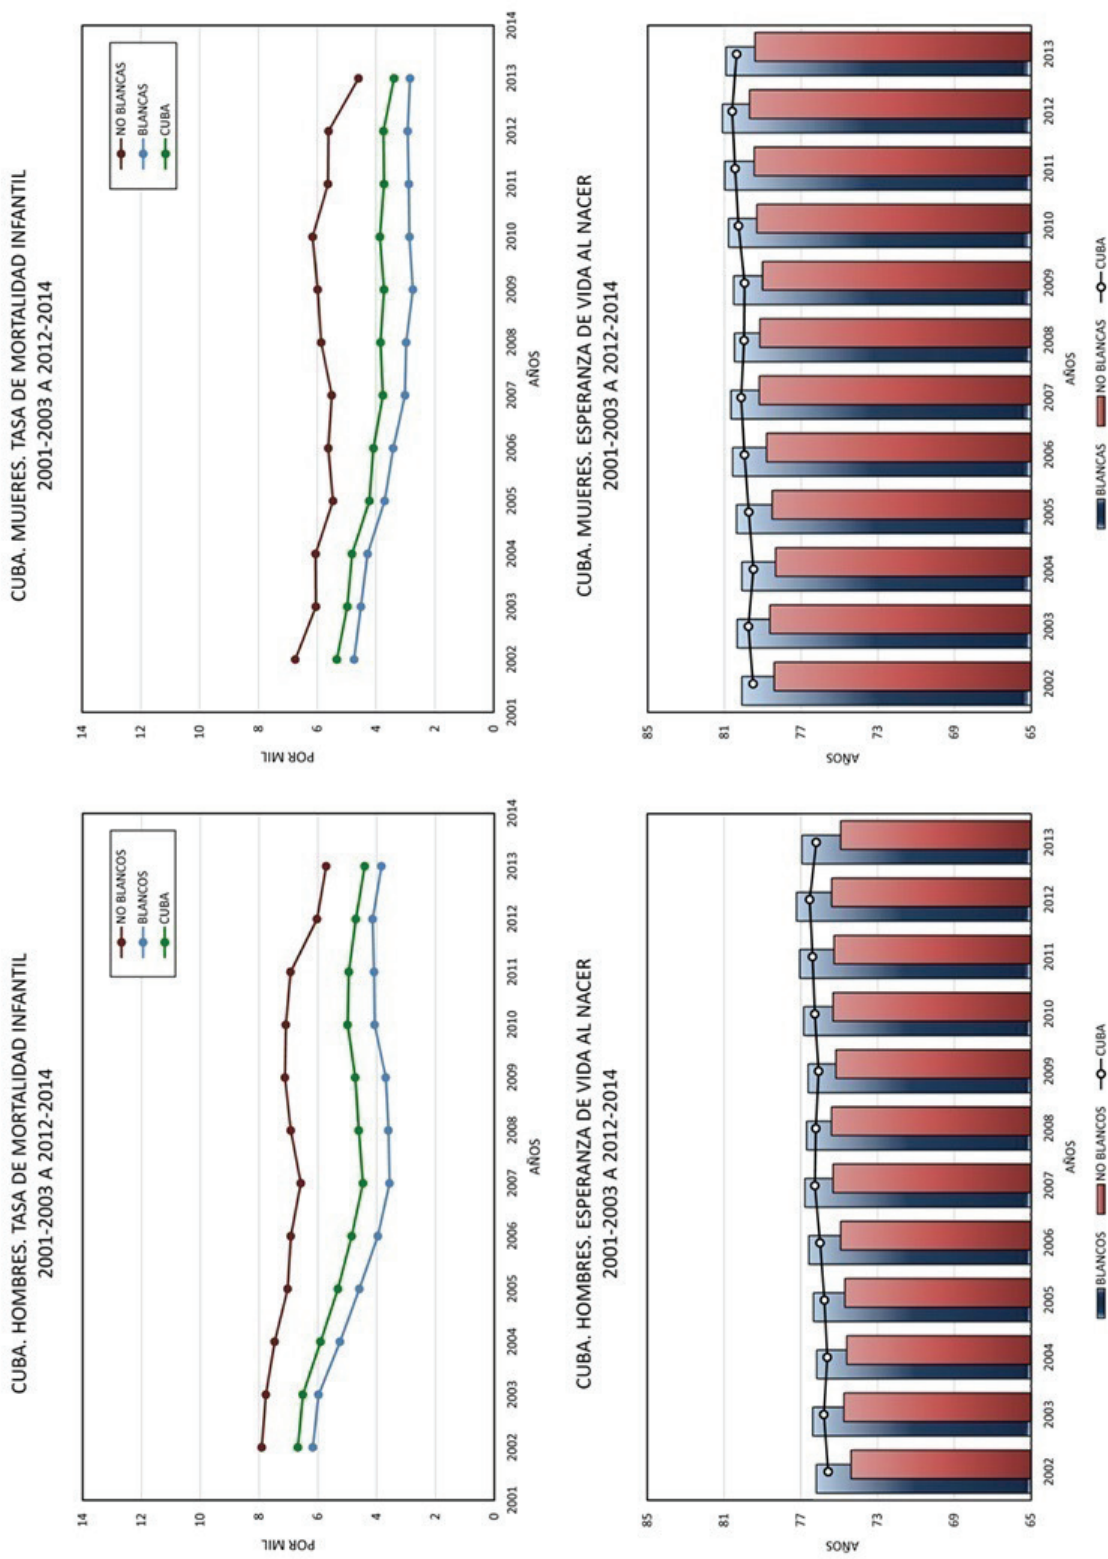 CUBA. HOMBRES. TASA DE MORTALIDAD INFANTIL
2001-2003 A 2012-2014
14
12
10
8
6
4
2
0
POR MIL
NO BLANCOS
BLANCOS
CUBA
2001 2002 2003 2004 2005 2006 2007 2008 2009 2010 2011 2012 2013 2014
AÑOS
CUBA. MUJERES. TASA DE MORTALIDAD INFANTIL
2001-2003 A 2012-2014
14
12
10
8
6
4
2
0
POR MIL
NO BLANCAS
BLANCAS
CUBA
2001 2002 2003 2004 2005 2006 2007 2008 2009 2010 2011 2012 2013 2014
AÑOS
CUBA. HOMBRES. ESPERANZA DE VIDA AL NACER
2001-2003 A 2012-2014
85
81
77
73
69
65
AÑOS
2002 2003 2004 2005 2006 2007 2008 2009 2010 2011 2012 2013
AÑOS
BLANCOS NO BLANCOS CUBA
CUBA. MUJERES. ESPERANZA DE VIDA AL NACER
2001-2003 A 2012-2014
85
81
77
73
69
65
AÑOS
2002 2003 2004 2005 2006 2007 2008 2009 2010 2011 2012 2013
AÑOS
BLANCAS NO BLANCAS CUBA